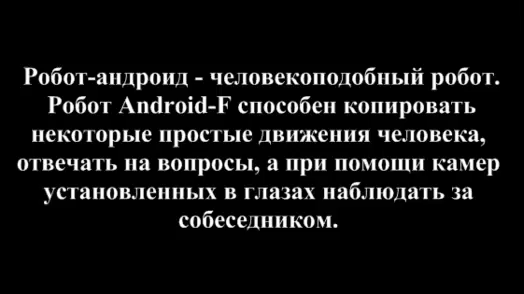 Робот-андроид - человекоподобный робот.
Робот Android-F способен копировать
некоторые простые движения человека,
отвечать на вопросы, а при помощи камер
установленных в глазах наблюдать за
собеседником.